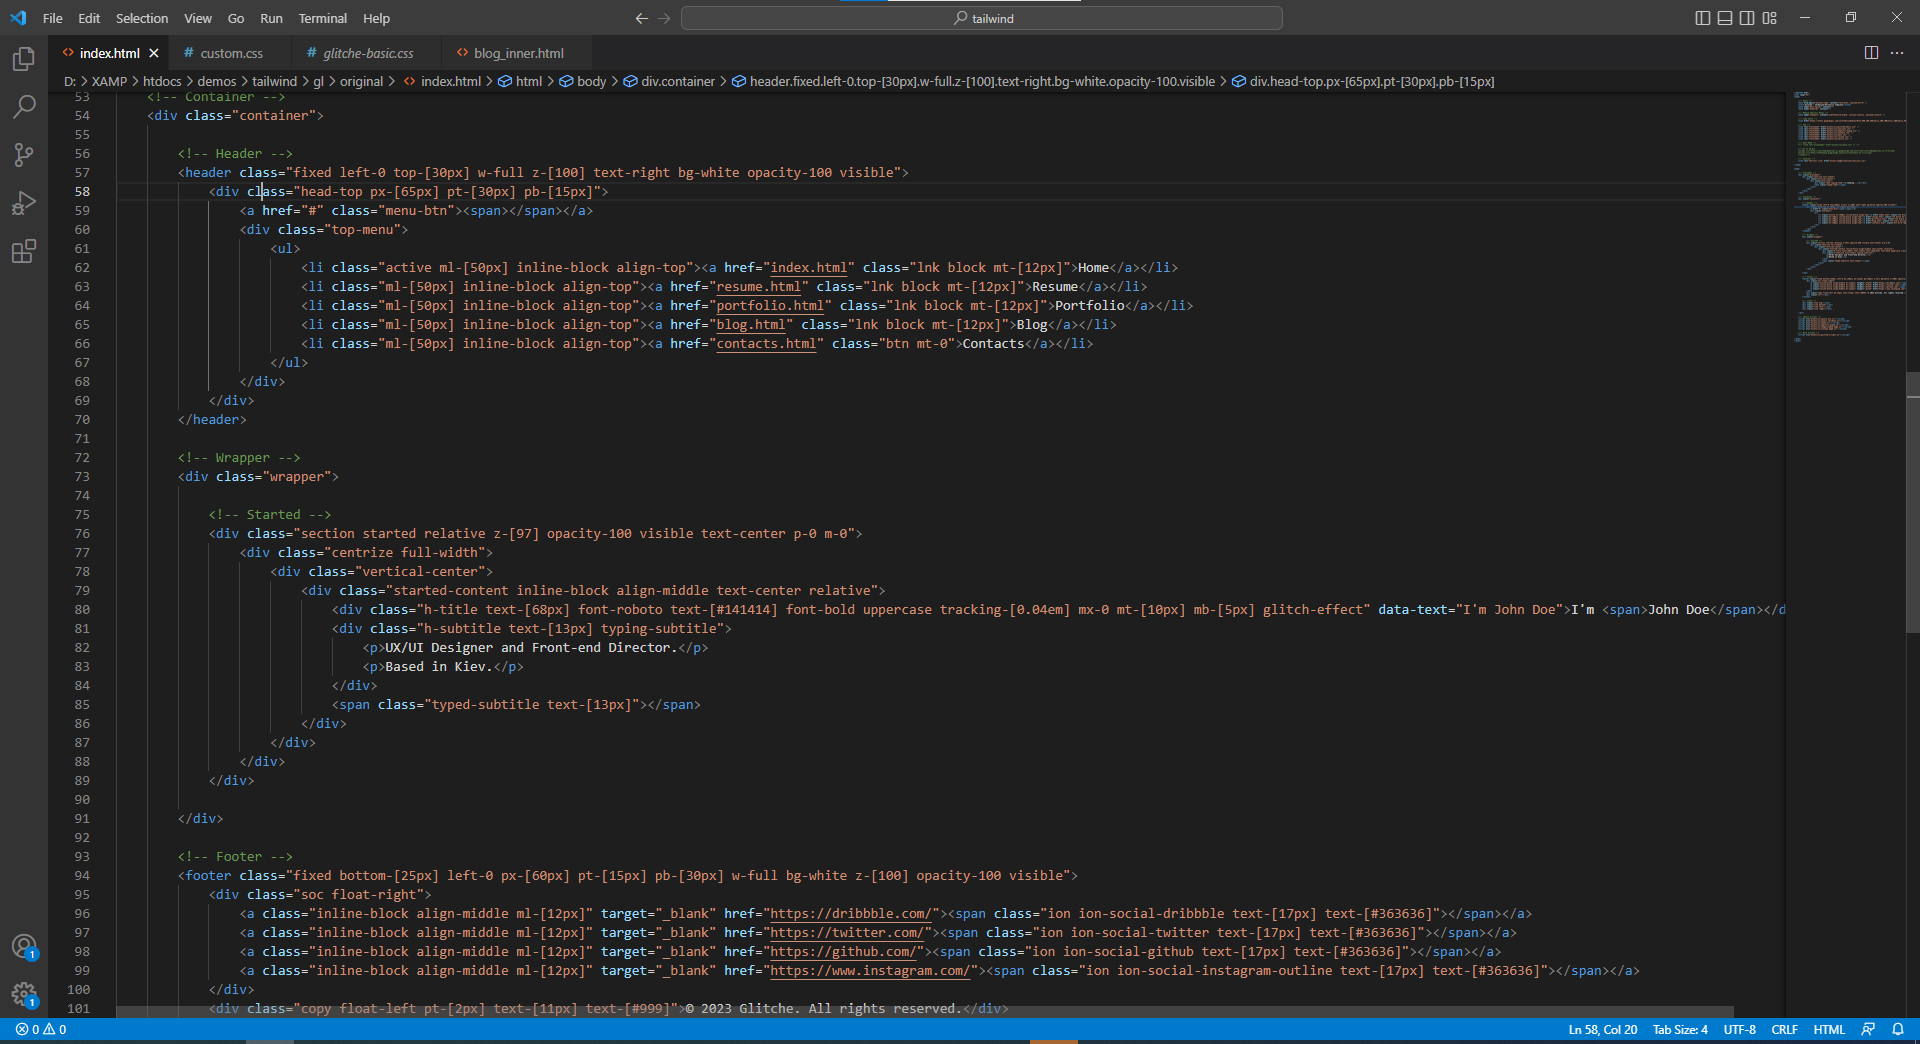 File Edit Selection View Go Run Terminal Help tailwind
index.html custom.css glitche-basic.css blog_inner.html
D: > XAMP > htdocs > demos > tailwind > gl > original > index.html > html > body > div.container > header.fixed.left-0.top-[30px].w-full.z-[100].text-right.bg-white.opacity-100.visible > div.head-top.px-[65px].pt-[30px].pb-[15px]
53 <!-- Container -->
54 <div class="container">
55
56 <!-- Header -->
57 <header class="fixed left-0 top-[30px] w-full z-[100] text-right bg-white opacity-100 visible">
58 <div class="head-top px-[65px] pt-[30px] pb-[15px]">
59 <a href="#" class="menu-btn"><span></span></a>
60 <div class="top-menu">
61 <ul>
62 <li class="active ml-[50px] inline-block align-top"><a href="index.html" class="lnk block mt-[12px]">Home</a></li>
63 <li class="ml-[50px] inline-block align-top"><a href="resume.html" class="lnk block mt-[12px]">Resume</a></li>
64 <li class="ml-[50px] inline-block align-top"><a href="portfolio.html" class="lnk block mt-[12px]">Portfolio</a></li>
65 <li class="ml-[50px] inline-block align-top"><a href="blog.html" class="lnk block mt-[12px]">Blog</a></li>
66 <li class="ml-[50px] inline-block align-top"><a href="contacts.html" class="btn mt-0">Contacts</a></li>
67 </ul>
68 </div>
69 </div>
70 </header>
71
72 <!-- Wrapper -->
73 <div class="wrapper">
74
75 <!-- Started -->
76 <div class="section started relative z-[97] opacity-100 visible text-center p-0 m-0">
77 <div class="centrize full-width">
78 <div class="vertical-center">
79 <div class="started-content inline-block align-middle text-center relative">
80 <div class="h-title text-[68px] font-roboto text-[#141414] font-bold uppercase tracking-[0.04em] mx-0 mt-[10px] mb-[5px] glitch-effect" data-text="I'm John Doe">I'm <span>John Doe</span></d
81 <div class="h-subtitle text-[13px] typing-subtitle">
82 <p>UX/UI Designer and Front-end Director.</p>
83 <p>Based in Kiev.</p>
84 </div>
85 <span class="typed-subtitle text-[13px]"></span>
86 </div>
87 </div>
88 </div>
89 </div>
90
91 </div>
92
93 <!-- Footer -->
94 <footer class="fixed bottom-[25px] left-0 px-[60px] pt-[15px] pb-[30px] w-full bg-white z-[100] opacity-100 visible">
95 <div class="soc float-right">
96 <a class="inline-block align-middle ml-[12px]" target="_blank" href="https://dribbble.com/"><span class="ion ion-social-dribbble text-[17px] text-[#363636]"></span></a>
97 <a class="inline-block align-middle ml-[12px]" target="_blank" href="https://twitter.com/"><span class="ion ion-social-twitter text-[17px] text-[#363636]"></span></a>
98 <a class="inline-block align-middle ml-[12px]" target="_blank" href="https://github.com/"><span class="ion ion-social-github text-[17px] text-[#363636]"></span></a>
99 <a class="inline-block align-middle ml-[12px]" target="_blank" href="https://www.instagram.com/"><span class="ion ion-social-instagram-outline text-[17px] text-[#363636]"></span></a>
100 </div>
101 <div class="copy float-left pt-[2px] text-[11px] text-[#999]">© 2023 Glitche. All rights reserved.</div>
1
1
0 0 Ln 58, Col 20 Tab Size: 4 UTF-8 CRLF HTML